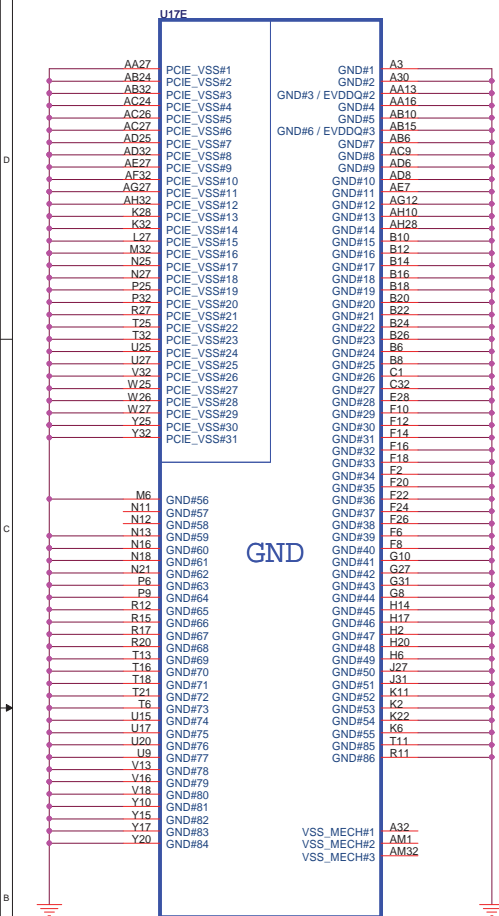 U17E
AA27 PCIE_VSS#1
AB24 PCIE_VSS#2
AB32 PCIE_VSS#3
AC24 PCIE_VSS#4
AC26 PCIE_VSS#5
AC27 PCIE_VSS#6
AD25 PCIE_VSS#7
AD32 PCIE_VSS#8
AE27 PCIE_VSS#9
AF32 PCIE_VSS#10
AG27 PCIE_VSS#11
AH32 PCIE_VSS#12
K28 PCIE_VSS#13
K32 PCIE_VSS#14
L27 PCIE_VSS#15
M32 PCIE_VSS#16
N25 PCIE_VSS#17
N27 PCIE_VSS#18
P25 PCIE_VSS#19
P32 PCIE_VSS#20
R27 PCIE_VSS#21
T25 PCIE_VSS#22
T32 PCIE_VSS#23
U25 PCIE_VSS#24
U27 PCIE_VSS#25
V32 PCIE_VSS#26
W25 PCIE_VSS#27
W26 PCIE_VSS#28
W27 PCIE_VSS#29
Y25 PCIE_VSS#30
Y32 PCIE_VSS#31
M6 GND#56
N11 GND#57
N12 GND#58
N13 GND#59
N16 GND#60
N18 GND#61
N21 GND#62
P6 GND#63
P9 GND#64
R12 GND#65
R15 GND#66
R17 GND#67
R20 GND#68
T13 GND#69
T16 GND#70
T18 GND#71
T21 GND#72
T6 GND#73
U15 GND#74
U17 GND#75
U20 GND#76
U9 GND#77
V13 GND#78
V16 GND#79
V18 GND#80
Y10 GND#81
Y15 GND#82
Y17 GND#83
Y20 GND#84
GND
GND#1 A3
GND#2 A30
GND#3 / EVDDQ#2 AA13
GND#4 AA16
GND#5 AB10
GND#6 / EVDDQ#3 AB15
GND#7 AB6
GND#8 AC9
GND#9 AD6
GND#10 AD8
GND#11 AE7
GND#12 AG12
GND#13 AH10
GND#14 AH28
GND#15 B10
GND#16 B12
GND#17 B14
GND#18 B16
GND#19 B18
GND#20 B20
GND#21 B22
GND#22 B24
GND#23 B26
GND#24 B6
GND#25 B8
GND#26 C1
GND#27 C32
GND#28 E28
GND#29 F10
GND#30 F12
GND#31 F14
GND#32 F16
GND#33 F18
GND#34 F2
GND#35 F20
GND#36 F22
GND#37 F24
GND#38 F26
GND#39 F6
GND#40 F8
GND#41 G10
GND#42 G27
GND#43 G31
GND#44 G8
GND#45 H14
GND#46 H17
GND#47 H2
GND#48 H20
GND#49 H6
GND#50 J27
GND#51 J31
GND#52 K11
GND#53 K2
GND#54 K22
GND#55 K6
GND#85 T11
GND#86 R11
VSS_MECH#1 A32
VSS_MECH#2 AM1
VSS_MECH#3 AM32
D
C
B